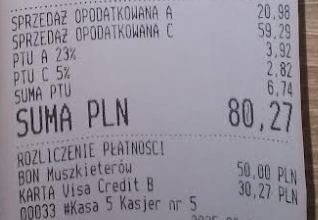 SPRZEDAŻ OPODATKOWANA A 20,98
SPRZEDAŻ OPODATKOWANA C 59,29
PTU A 23% 3,92
PTU C 5% 2,82
SUMA PTU 6,74
SUMA PLN 80,27
ROZLICZENIE PŁATNOŚCI
BON Muszkieterów 50,00 PLN
KARTA Visa Credit B 30,27 PLN
00033 #Kasa 5 Kasjer nr 5